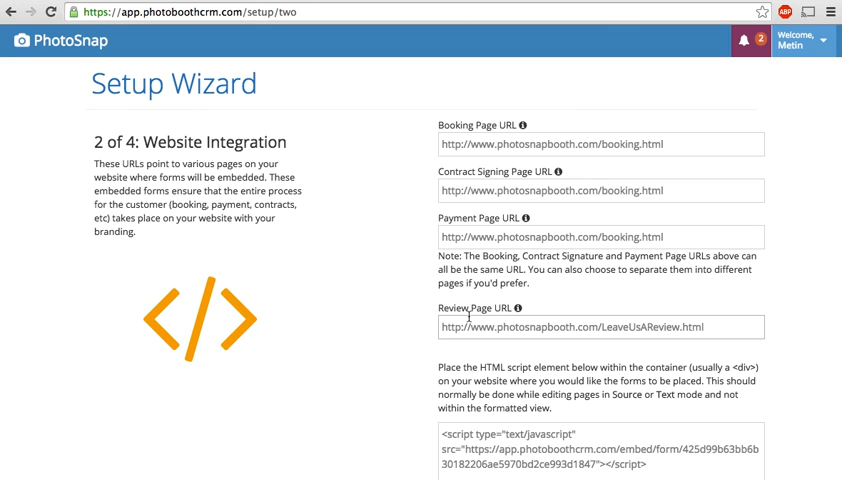 https://app.photoboothcrm.com/setup/two
ABP
PhotoSnap
2
Welcome,
Metin
Setup Wizard
2 of 4: Website Integration
These URLs point to various pages on your
website where forms will be embedded. These
embedded forms ensure that the entire process
for the customer (booking, payment, contracts,
etc) takes place on your website with your
branding.
Booking Page URL
http://www.photosnapbooth.com/booking.html
Contract Signing Page URL
http://www.photosnapbooth.com/booking.html
Payment Page URL
http://www.photosnapbooth.com/booking.html
Note: The Booking, Contract Signature and Payment Page URLs above can
all be the same URL. You can also choose to separate them into different
pages if you'd prefer.
Review Page URL
http://www.photosnapbooth.com/LeaveUsAReview.html
Place the HTML script element below within the container (usually a <div>)
on your website where you would like the forms to be placed. This should
normally be done while editing pages in Source or Text mode and not
within the formatted view.
<script type="text/javascript"
src="https://app.photoboothcrm.com/embed/form/425d99b63bb6b
30182206ae5970bd2ce993d1847"></script>